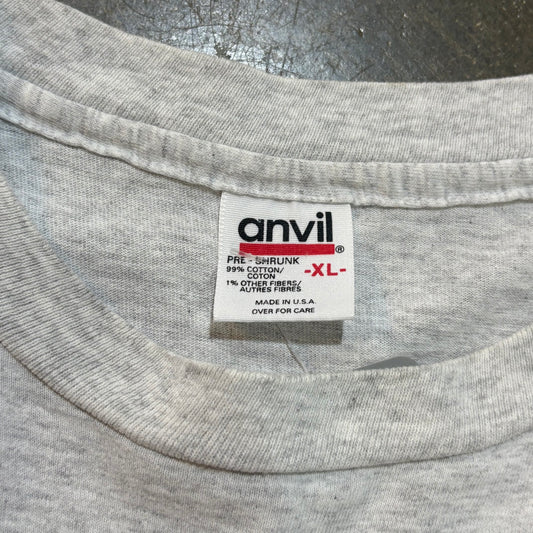 anvil®
PRE-SHRUNK
99% COTTON/
COTON
-XL-
1% OTHER FIBERS/
AUTRES FIBRES
MADE IN U.S.A.
OVER FOR CARE